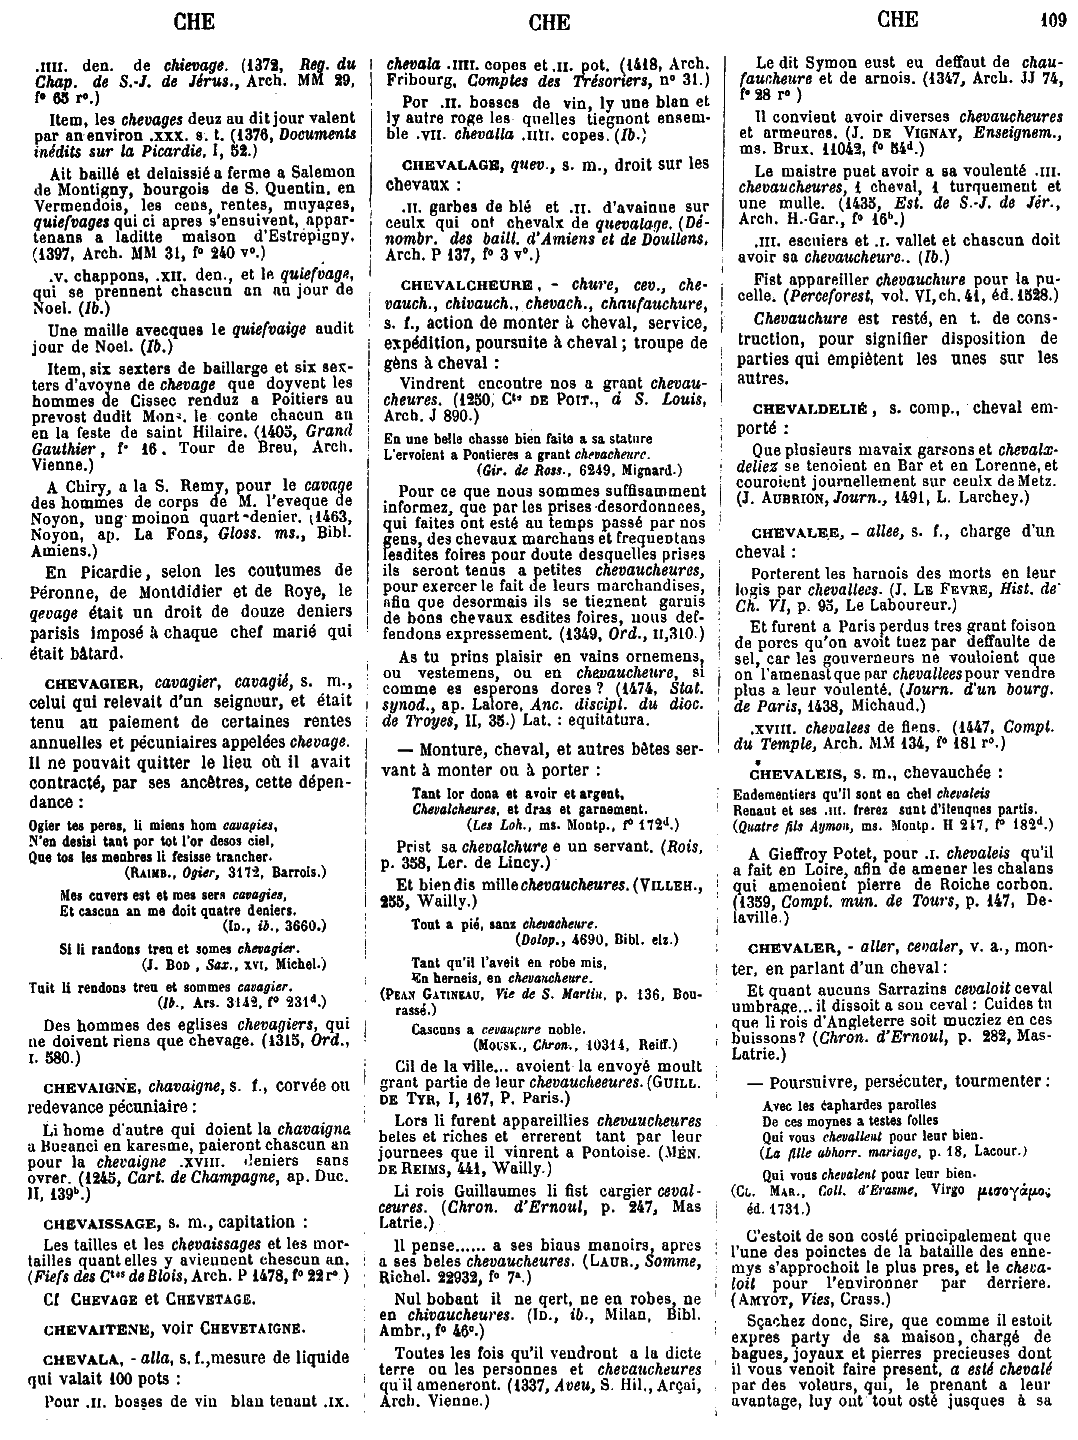 CHE
CHE
CHE
109
.IIII. den. de chievage. (1372, Reg. du
Chap. de S.-J. de Jérus., Arch. MM 29,
f° 65 r°.)
Item, les chevages deuz au dit jour valent
par an environ .XXX. s. t. (1376, Documents
inédits sur la Picardie, I, 52.)
Ait baillé et delaissié a ferme a Salemon
de Montigny, bourgois de S. Quentin, en
Vermendois, les cens, rentes, muyages,
quiefvages qui ci apres s'ensuivent, appar-
tenans a laditte maison d'Estrepigny.
(1397, Arch. MM 31, f° 240 v°.)
.V. chappons, .XII. den., et le quiefvage,
qui se prennent chascun an au jour de
Noel. (Ib.)
Une maille avecques le quiefvaige audit
jour de Noel. (Ib.)
Item, six sexters de baillarge et six sex-
ters d'avoyne de chevage que doyvent les
hommes de Cissec renduz a Poitiers au
prevost dudit Mons. le conte chacun an
en la feste de saint Hilaire. (1405, Grand
Gauthier, f° 16. Tour de Breu, Arch.
Vienne.)
A Chiry, a la S. Remy, pour le cavage
des hommes de corps de M. l'eveque de
Noyon, ung moinon quart denier. (1463,
Noyon, ap. La Fons, Gloss. ms., Bibl.
Amiens.)
En Picardie, selon les coutumes de
Péronne, de Montdidier et de Roye, le
qevage était un droit de douze deniers
parisis imposé à chaque chef marié qui
était bâtard.
CHEVAGIER, cavagier, cavagié, s. m.,
celui qui relevait d'un seigneur, et était
tenu au paiement de certaines rentes
annuelles et pécuniaires appelées chevage.
Il ne pouvait quitter le lieu où il avait
contracté, par ses ancêtres, cette dépen-
dance :
Ogier tes peres, li miens hom cavagies,
N'en desisi tant por tot l'or desos ciel,
Que tos les menbres li fesisse trancher.
(RAIMB., Ogier, 3172, Barrois.)
Mes cuvers est et mes sers cavagies,
Et cascun an me doit quatre deniers.
(ID., ib., 3660.)
Si li randons treu et somes chevagier.
(J. BOD , Sax., XVI, Michel.)
Tuit li rendons treu et sommes cavagier.
(Ib., Ars. 3142, f° 231d.)
Des hommes des eglises chevagiers, qui
ne doivent riens que chevage. (1315, Ord.,
I. 580.)
CHEVAIGNE, chavaigne, s. f., corvée ou
redevance pécuniaire :
Li home d'autre qui doient la chavaigne
a Buzanci en karesme, paieront chascun an
pour la chevaigne .XVIII. deniers sans
ovrer. (1245, Cart. de Champagne, ap. Duc.
II, 139b.)
CHEVAISSAGE, s. m., capitation :
Les tailles et les chevaissages et les mor-
tailles quant elles y aviennent chescun an.
(Fiefs des Ctes de Blois, Arch. P 1478, f° 22 r° )
Cf CHEVAGE et CHEVETAGE.
CHEVAITENE, voir CHEVETAIGNE.
CHEVALA, - alla, s. f., mesure de liquide
qui valait 100 pots :
Pour .II. bosses de vin blan tenant .IX.
chevala .IIII. copes et .II. pot. (1418, Arch.
Fribourg, Comptes des Trésoriers, n° 31.)
Por .II. bosses de vin, ly une blan et
ly autre roge les quelles tiegnont ensem-
ble .VII. chevalla .IIII. copes. (Ib.)
CHEVALAGE, quev., s. m., droit sur les
chevaux :
.II. garbes de blé et .II. d'avainne sur
ceulx qui ont chevalx de quevalage. (Dé-
nombr. des baill. d'Amiens et de Doullens,
Arch. P 137, f° 3 v°.)
CHEVALCHEURE, - chure, cev., che-
vauch., chivauch., chevach., chaufauchure,
s. f., action de monter à cheval, service,
expédition, poursuite à cheval ; troupe de
gèns à cheval :
Vindrent encontre nos a grant chevau-
cheures. (1250, Cte DE POIT., à S. Louis,
Arch. J 890.)
En une belle chasse bien faite a sa stature
L'ervoient a Pontieres a grant chevacheure.
(Gir. de Ross., 6249, Mignard.)
Pour ce que nous sommes suffisamment
informez, que par les prises desordonnees,
qui faites ont esté au temps passé par nos
gens, des chevaux marchans et frequentans
lesdites foires pour doute desquelles prises
ils seront tenus a petites chevaucheures,
pour exercer le fait de leurs marchandises,
afin que desormais ils se tiegnent garnis
de bons chevaux esdites foires, nous def-
fendons expressement. (1349, Ord., II, 310.)
As tu prins plaisir en vains ornemens,
ou vestemens, ou en chevaucheure, si
comme es esperons dores ? (1474, Stat.
synod., ap. Lalore, Anc. discipl. du dioc.
de Troyes, II, 35.) Lat. : equitatura.
— Monture, cheval, et autres bêtes ser-
vant à monter ou à porter :
Tant lor dona et avoir et argent,
Chevalcheures, et dras et garnement.
(Les Loh., ms. Montp., f° 172d.)
Prist sa chevalchure e un servant. (Rois,
p. 358, Ler. de Lincy.)
Et bien dis mille chevaucheures. (VILLEH.,
255, Wailly.)
Tout a pié, sanz chevacheure.
(Dolop., 4690, Bibl. elz.)
Tant qu'il l'aveit en robe mis,
En herneis, en chevaucheure.
(PEAN GATINEAU, Vie de S. Martin, p. 136, Bou-
rassé.)
Cascuns a cevauçure noble.
(MOUSK., Chron., 10314, Reiff.)
Cil de la ville... avoient la envoyé moult
grant partie de leur chevaucheeures. (GUILL.
DE TYR, I, 167, P. Paris.)
Lors li furent appareillies chevaucheures
beles et riches et errerent tant par leur
journees que il vinrent a Pontoise. (MÉN.
DE REIMS, 441, Wailly.)
Li rois Guillaumes li fist cargier ceval-
ceures. (Chron. d'Ernoul, p. 247, Mas
Latrie.)
Il pense...... a ses biaus manoirs, apres
a ses beles chevaucheures. (LAUR., Somme,
Richel. 22932, f° 7a.)
Nul bobant il ne qert, ne en robes, ne
en chivaucheures. (ID., ib., Milan, Bibl.
Ambr., f° 46c.)
Toutes les fois qu'il vendront a la dicte
terre ou les personnes et chevaucheures
qu'il ameneront. (1337, Aveu, S. Hil., Arçai,
Arch. Vienne.)
Le dit Symon eust eu deffaut de chau-
faucheure et de arnois. (1347, Arch. JJ 74,
f° 28 r° )
Il convient avoir diverses chevaucheures
et armeures. (J. DE VIGNAY, Enseignem.,
ms. Brux. 11042, f° 54d.)
Le maistre puet avoir a sa voulenté .III.
chevaucheures, 1 cheval, 1 turquement et
une mulle. (1435, Est. de S.-J. de Jér.,
Arch. H.-Gar., f° 16b.)
.III. escuiers et .I. vallet et chascun doit
avoir sa chevaucheure.. (Ib.)
Fist appareiller chevauchure pour la pu-
celle. (Perceforest, vol. VI, ch. 41, éd. 1528.)
Chevauchure est resté, en t. de cons-
truction, pour signifier disposition de
parties qui empiètent les unes sur les
autres.
CHEVALDELIÉ, s. comp., cheval em-
porté :
Que plusieurs mavaix garsons et chevalx-
deliez se tenoient en Bar et en Lorenne, et
couroient journellement sur ceulx de Metz.
(J. AUBRION, Journ., 1491, L. Larchey.)
CHEVALEE, - allee, s. f., charge d'un
cheval :
Porterent les harnois des morts en leur
logis par chevallees. (J. LE FEVRE, Hist. de
Ch. VI, p. 95, Le Laboureur.)
Et furent a Paris perdus tres grant foison
de porcs qu'on avoit tuez par deffaulte de
sel, car les gouverneurs ne vouloient que
on l'amenast que par chevallees pour vendre
plus a leur voulenté. (Journ. d'un bourg.
de Paris, 1438, Michaud.)
.XVIII. chevalees de fiens. (1447, Compt.
du Temple, Arch. MM 134, f° 181 r°.)
CHEVALEIS, s. m., chevauchée :
Endementiers qu'il sont en chel chevaleis
Renaut et ses .III. frerez sunt d'ilenques partis.
(Quatre fils Aymon, ms. Montp. H 247, f° 182d.)
A Gieffroy Potet, pour .I. chevaleis qu'il
a fait en Loire, afin de amener les chalans
qui amenoient pierre de Roiche corbon.
(1359, Compt. mun. de Tours, p. 147, De-
laville.)
CHEVALER, - aller, cevaler, v. a., mon-
ter, en parlant d'un cheval :
Et quant aucuns Sarrazins cevaloit ceval
umbrage... il dissoit a sou ceval : Cuides tu
que li rois d'Angleterre soit mucziez en ces
buissons? (Chron. d'Ernoul, p. 282, Mas-
Latrie.)
— Poursuivre, persécuter, tourmenter :
Avec les caphardes parolles
De ces moynes a testes folles
Qui vous chevallent pour leur bien.
(La fille abhorr. mariage, p. 18, Lacour.)
Qui vous chevalent pour leur bien.
(CL. MAR., Coll. d'Erasme, Virgo μισογάμος
éd. 1731.)
C'estoit de son costé principalement que
l'une des poinctes de la bataille des enne-
mys s'approchoit le plus pres, et le cheva-
loit pour l'environner par derriere.
(AMYOT, Vies, Crass.)
Sçachez donc, Sire, que comme il estoit
expres party de sa maison, chargé de
bagues, joyaux et pierres precieuses dont
il vous venoit faire present, a esté chevalé
par des voleurs, qui, le prenant a leur
avantage, luy ont tout osté jusques à sa